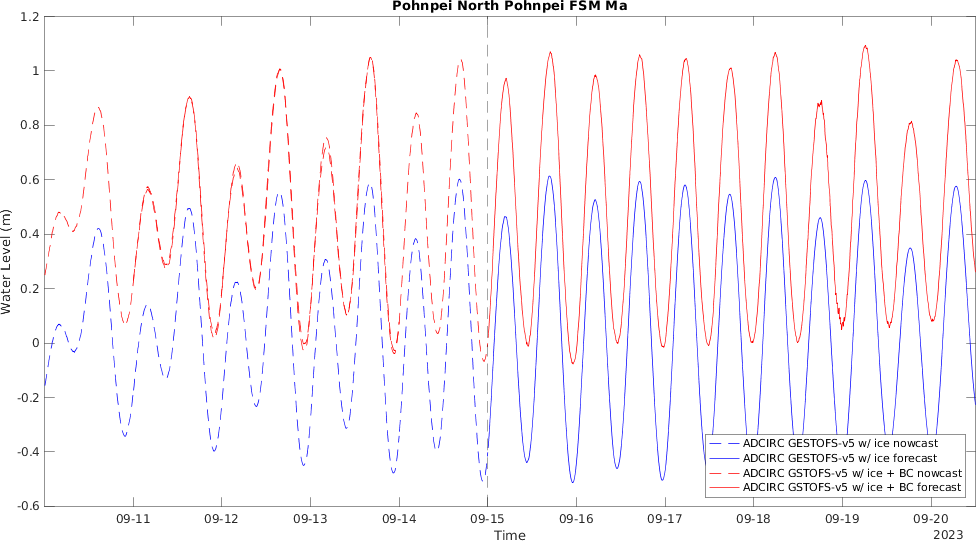 Pohnpei North Pohnpei FSM Ma
1.2
1
0.8
0.6
0.4
0.2
0
-0.2
-0.4
-0.6
Water Level (m)
ADCIRC GESTOFS-v5 w/ ice nowcast
ADCIRC GESTOFS-v5 w/ ice forecast
ADCIRC GSTOFS-v5 w/ ice + BC nowcast
ADCIRC GSTOFS-v5 w/ ice + BC forecast
09-11 09-12 09-13 09-14 09-15 09-16 09-17 09-18 09-19 09-20
Time
2023